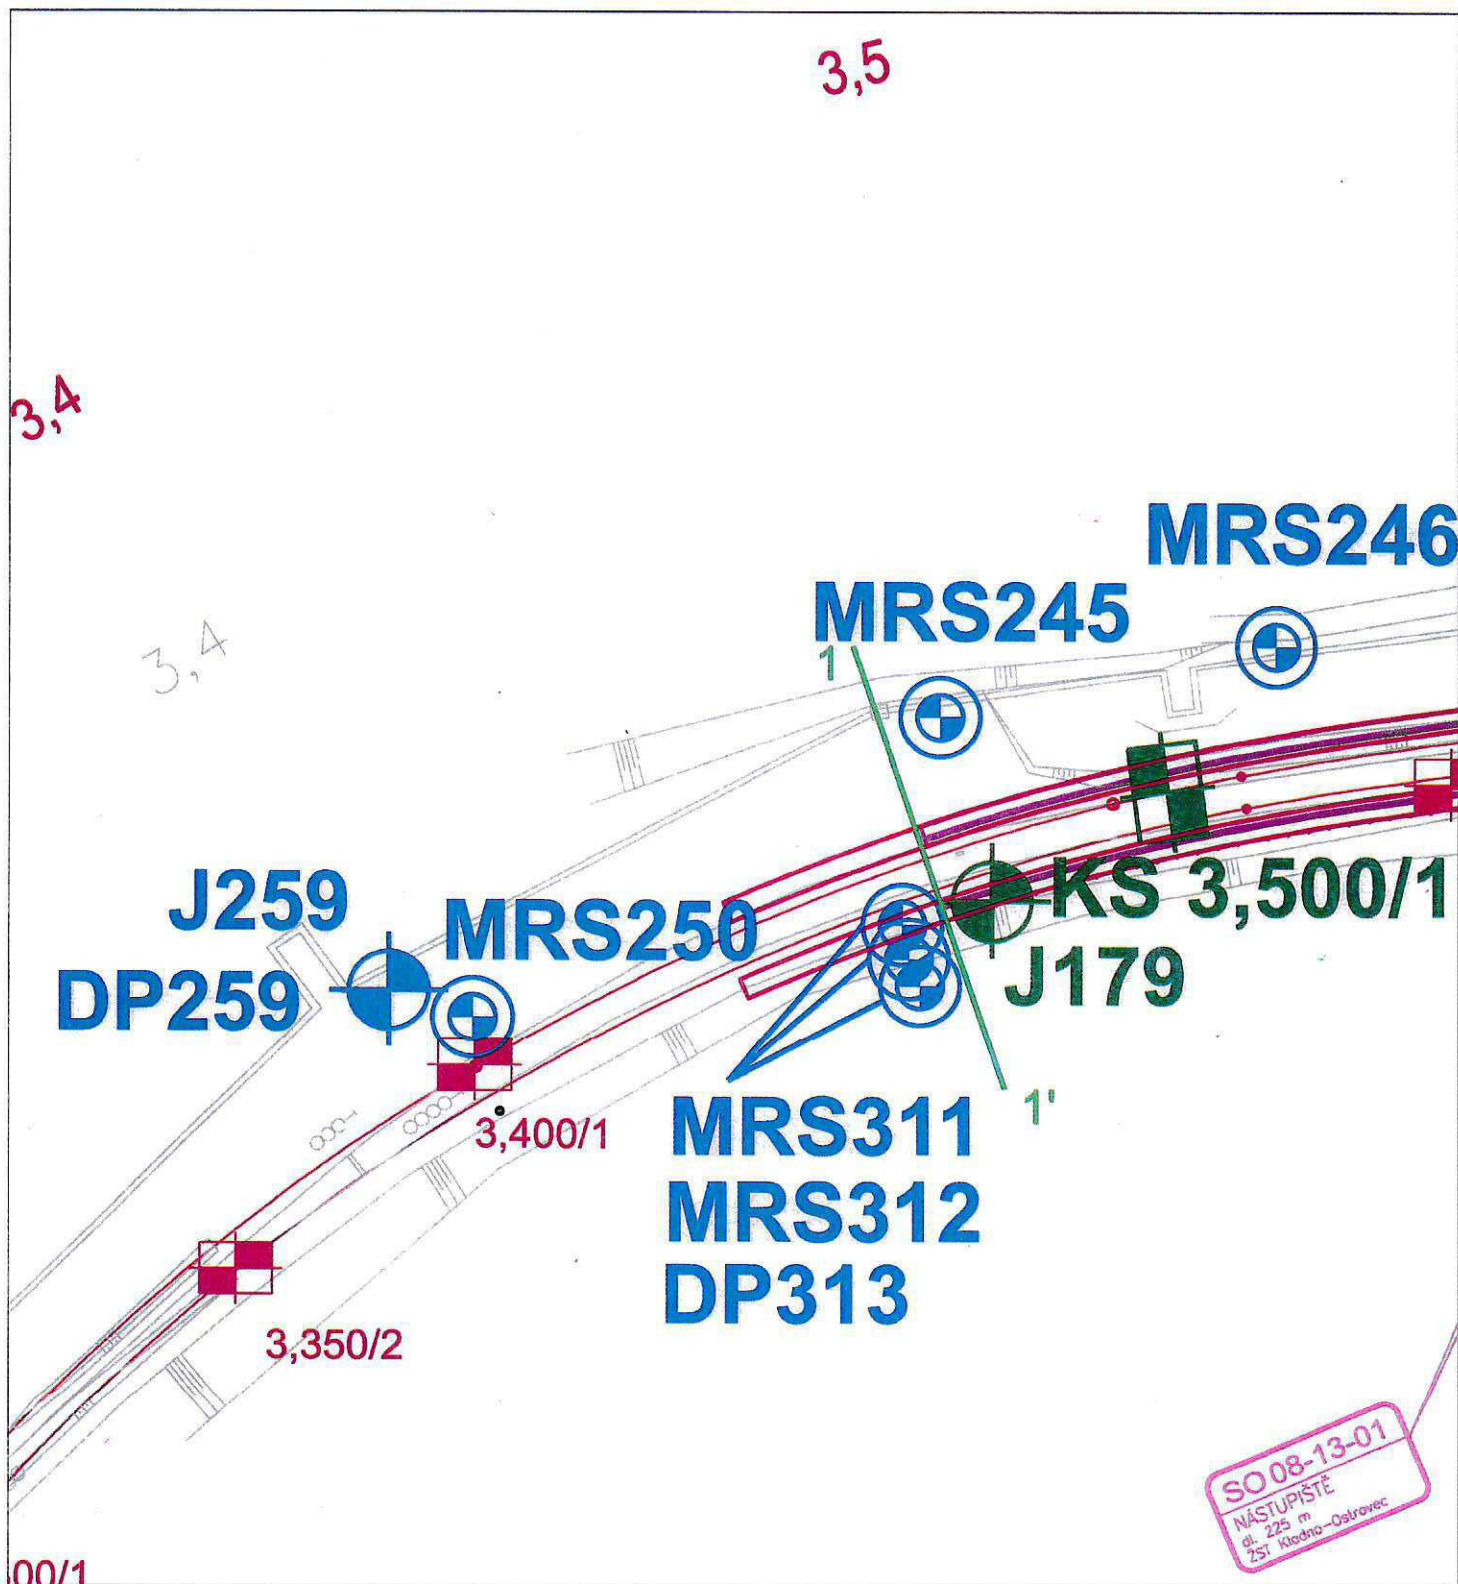 3,5
3,4
MRS246
MRS245
1
3,4
J259
MRS250
KS 3,500/1
DP259
J179
1'
3,400/1
MRS311
MRS312
DP313
3,350/2
SO 08-13-01
NÁSTUPIŠTĚ
dl. 225 m
ŽST Kladno-Ostrovec
00/1